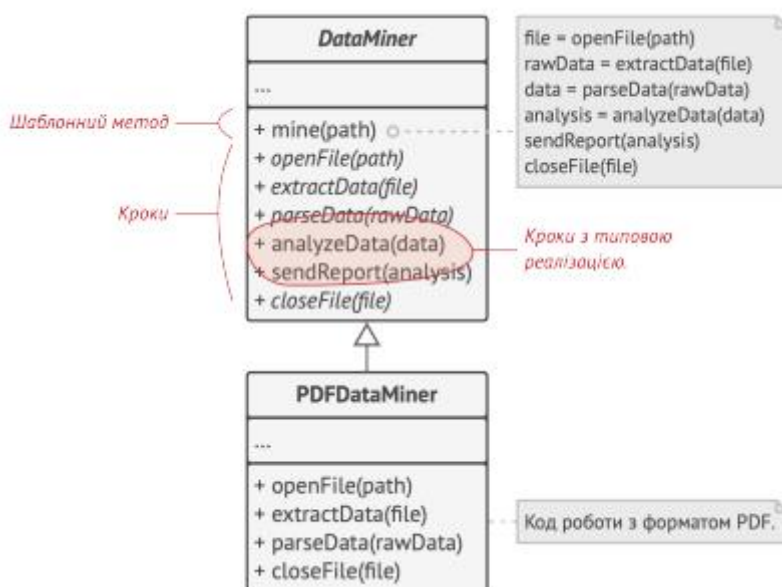 DataMiner
...
+ mine(path)
+ openFile(path)
+ extractData(file)
+ parseData(rawData)
+ analyzeData(data)
+ sendReport(analysis)
+ closeFile(file)
Шаблонний метод
Кроки
file = openFile(path)
rawData = extractData(file)
data = parseData(rawData)
analysis = analyzeData(data)
sendReport(analysis)
closeFile(file)
Кроки з типовою
реалізацією.
PDFDataMiner
...
+ openFile(path)
+ extractData(file)
+ parseData(rawData)
+ closeFile(file)
Код роботи з форматом PDF.